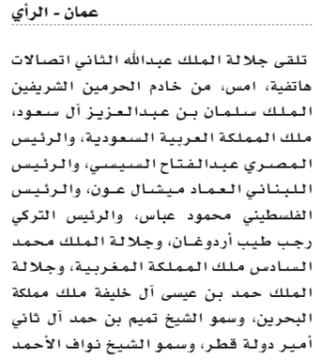 عمان - الرأي
تلقى جلالة الملك عبدالله الثاني اتصالات
هاتفية، امس، من خادم الحرمين الشريفين
الملك سلمان بن عبدالعزيز آل سعود،
ملك المملكة العربية السعودية، والرئيس
المصري عبدالفتاح السيسي، والرئيس
اللبناني العماد ميشال عون، والرئيس
الفلسطيني محمود عباس، والرئيس التركي
رجب طيب أردوغان، وجلالة الملك محمد
السادس ملك المملكة المغربية، وجلالة
الملك حمد بن عيسى آل خليفة ملك مملكة
البحرين، وسمو الشيخ تميم بن حمد آل ثاني
أمير دولة قطر، وسمو الشيخ نواف الأحمد